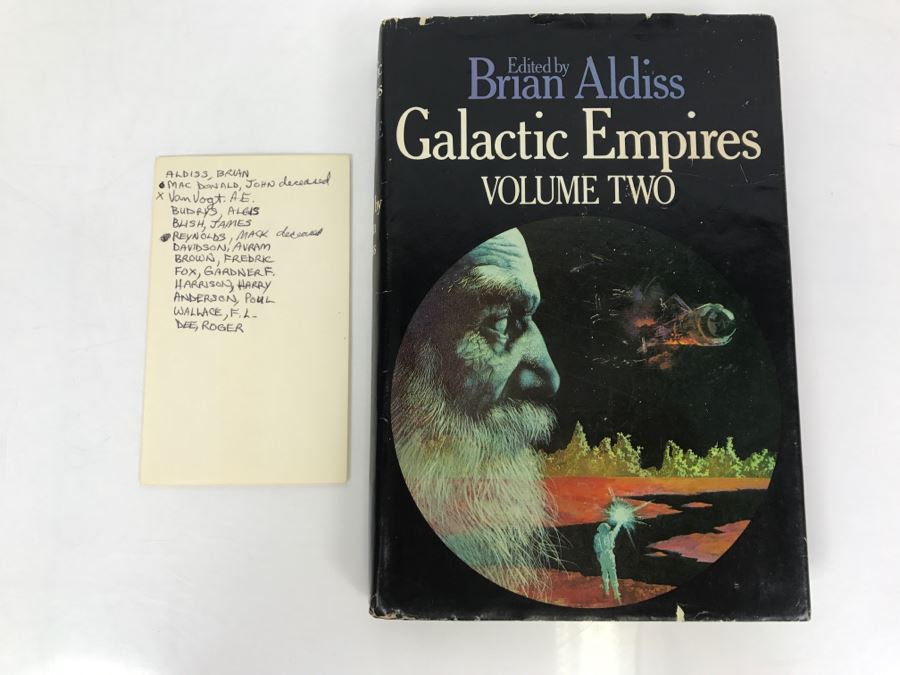 ALDISS, BRIAN
MAC DONALD, JOHN deceased
x Van Vogt. A.E.
BUDRYS, ALGIS
BLISH, JAMES
REYNOLDS, MACK deceased
DAVIDSON, AVRAM
BROWN, FREDRIC
FOX, GARDNER F.
HARRISON, HARRY
ANDERSON, POUL
WALLACE, F. L.
DEE, ROGER
Edited by
Brian Aldiss
Galactic Empires
VOLUME TWO